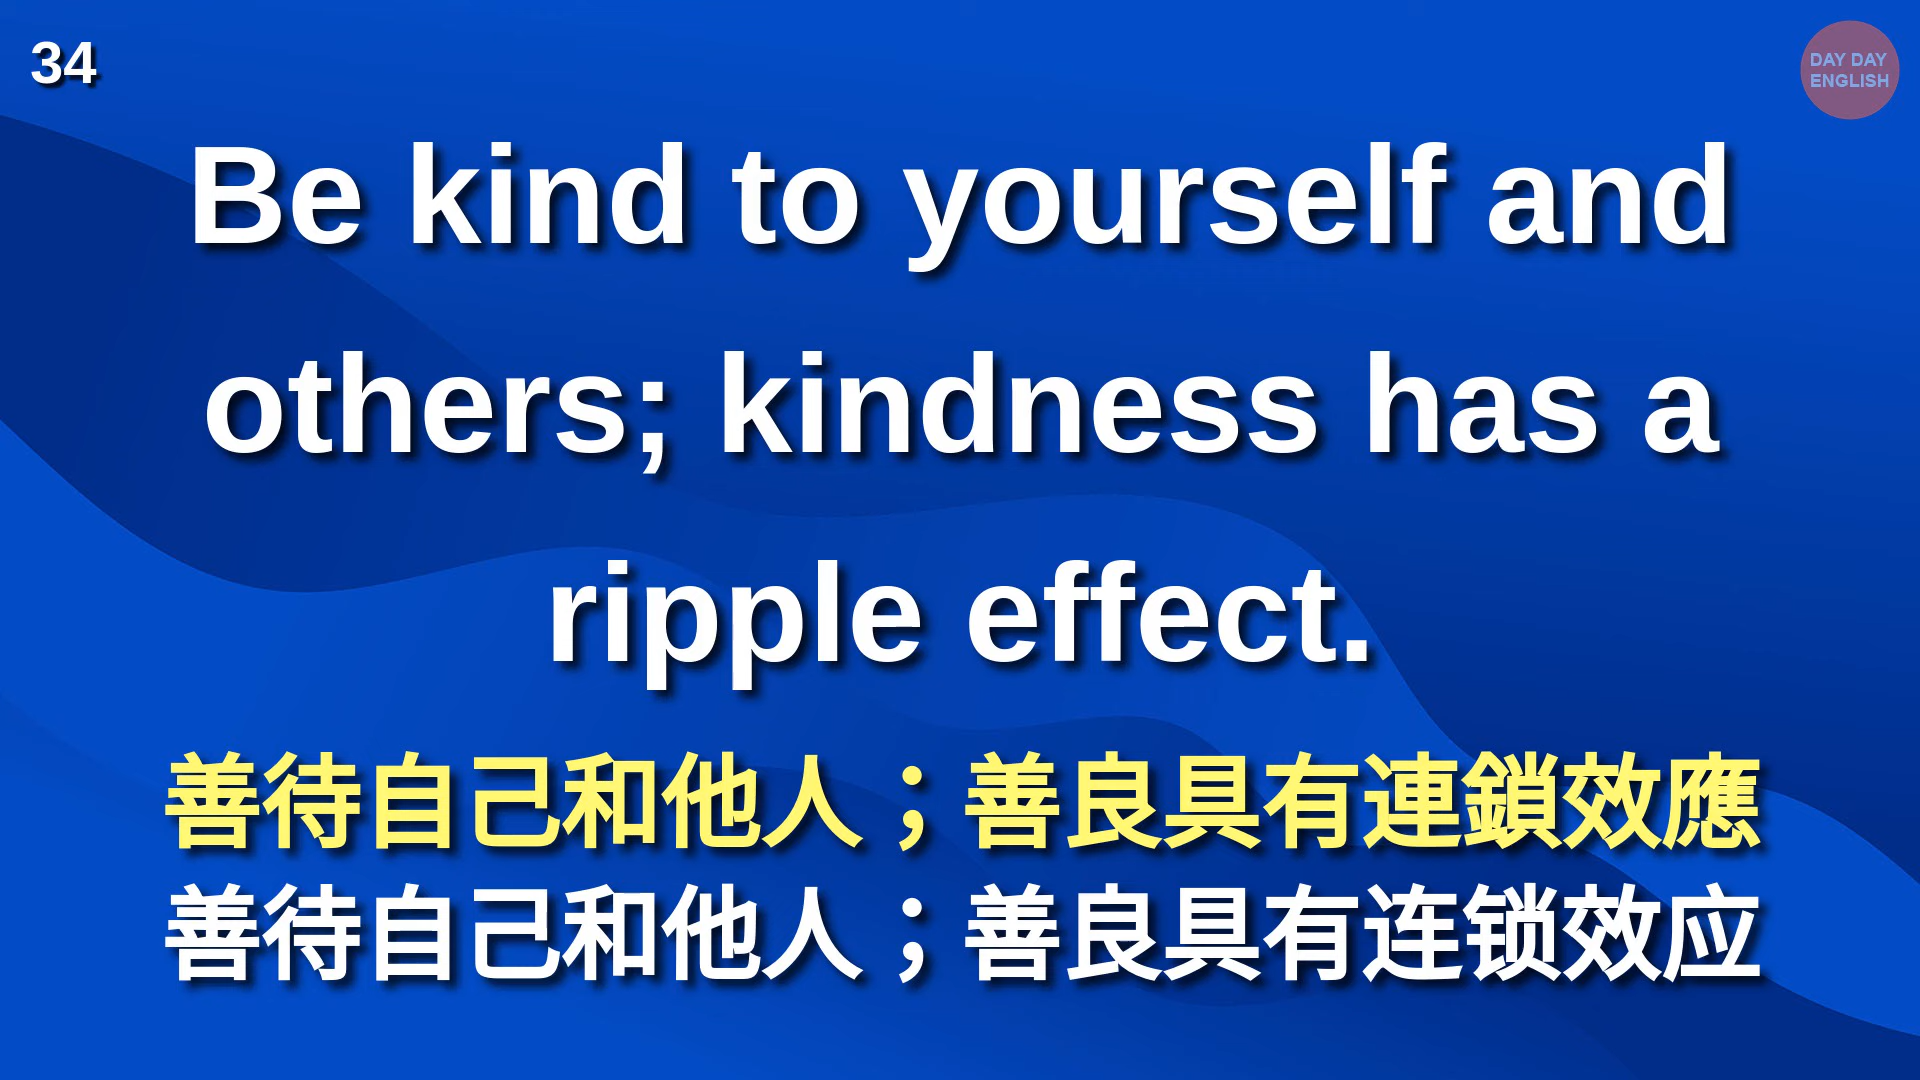 34
DAY DAY
ENGLISH
Be kind to yourself and
others; kindness has a
ripple effect.
善待自己和他人；善良具有連鎖效應
善待自己和他人；善良具有连锁效应